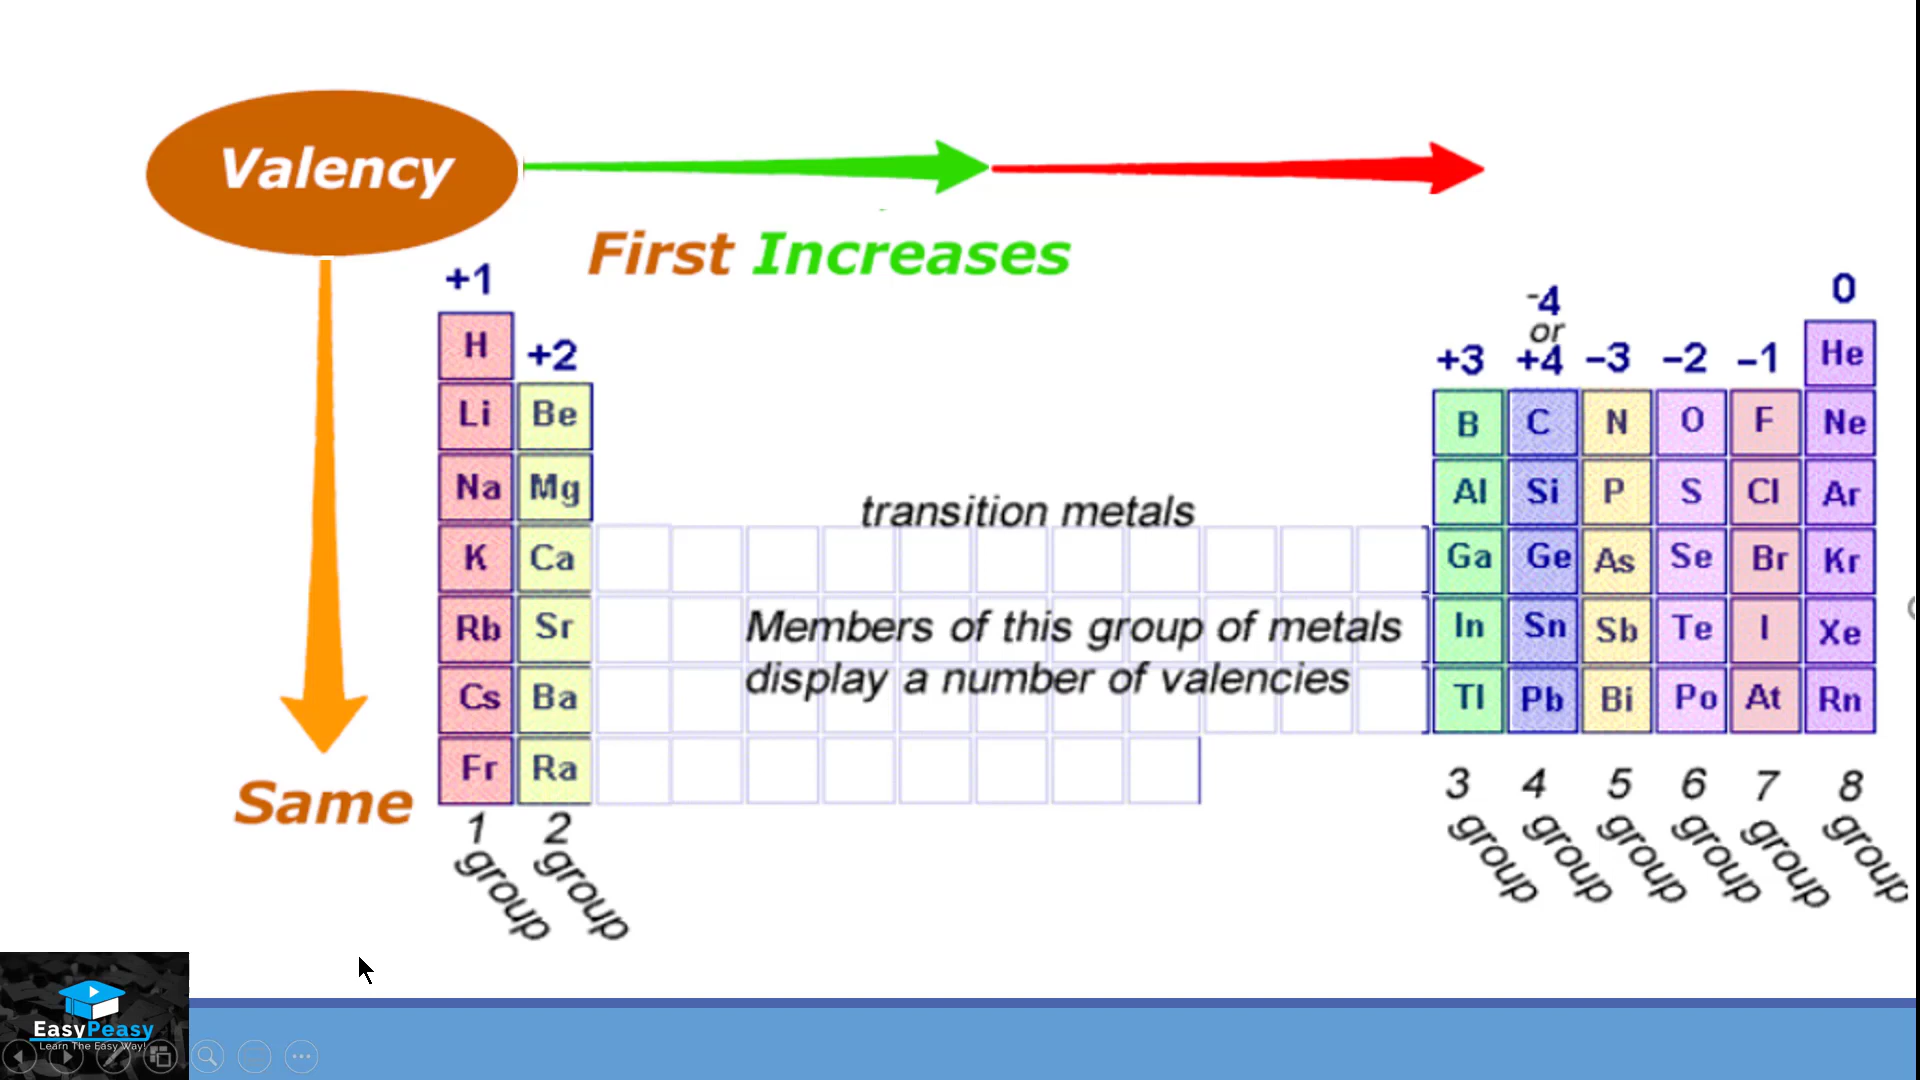 Valency
First Increases
+1
+2
-4
or
+3 +4 −3 −2 −1
0
H He
Li Be B C N O F Ne
Na Mg Al Si P S Cl Ar
transition metals
K Ca Ga Ge As Se Br Kr
Rb Sr In Sn Sb Te I Xe
Members of this group of metals
display a number of valencies
Cs Ba Tl Pb Bi Po At Rn
Fr Ra
Same
1 group 2 group 3 group 4 group 5 group 6 group 7 group 8 group
EasyPeasy
Learn The Easy Way!